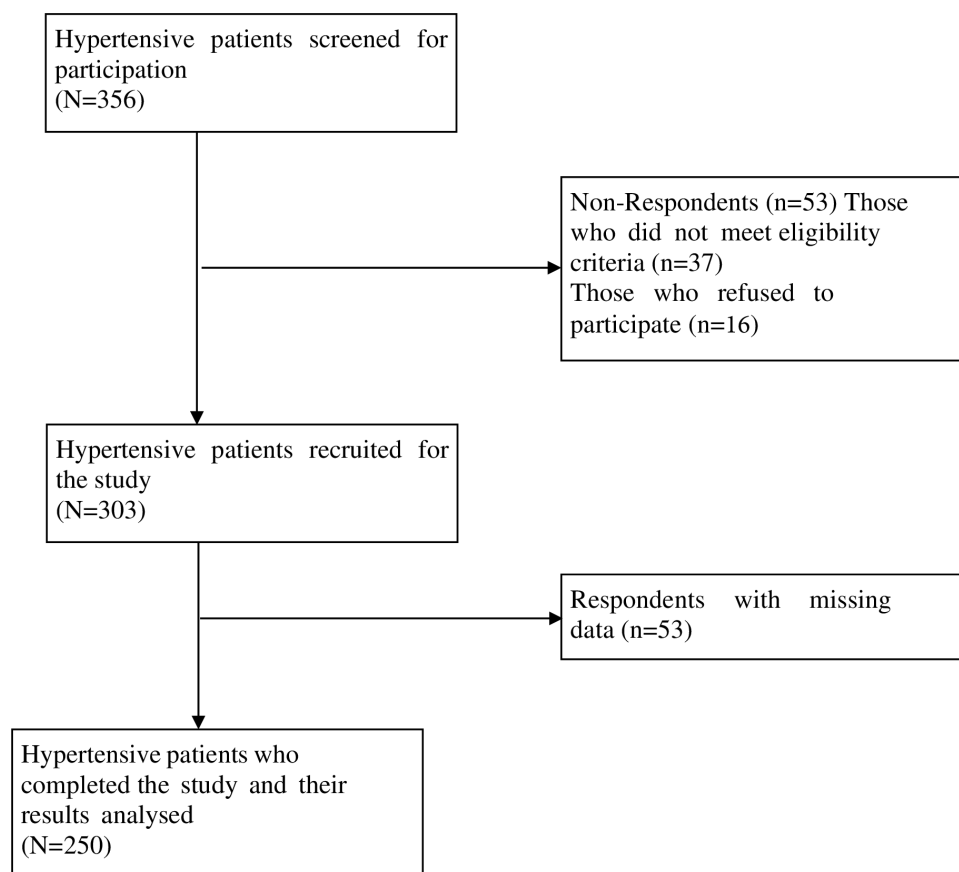 Hypertensive patients screened for
participation
(N=356)
Non-Respondents (n=53) Those
who did not meet eligibility
criteria (n=37)
Those who refused to
participate (n=16)
Hypertensive patients recruited for
the study
(N=303)
Respondents with missing
data (n=53)
Hypertensive patients who
completed the study and their
results analysed
(N=250)